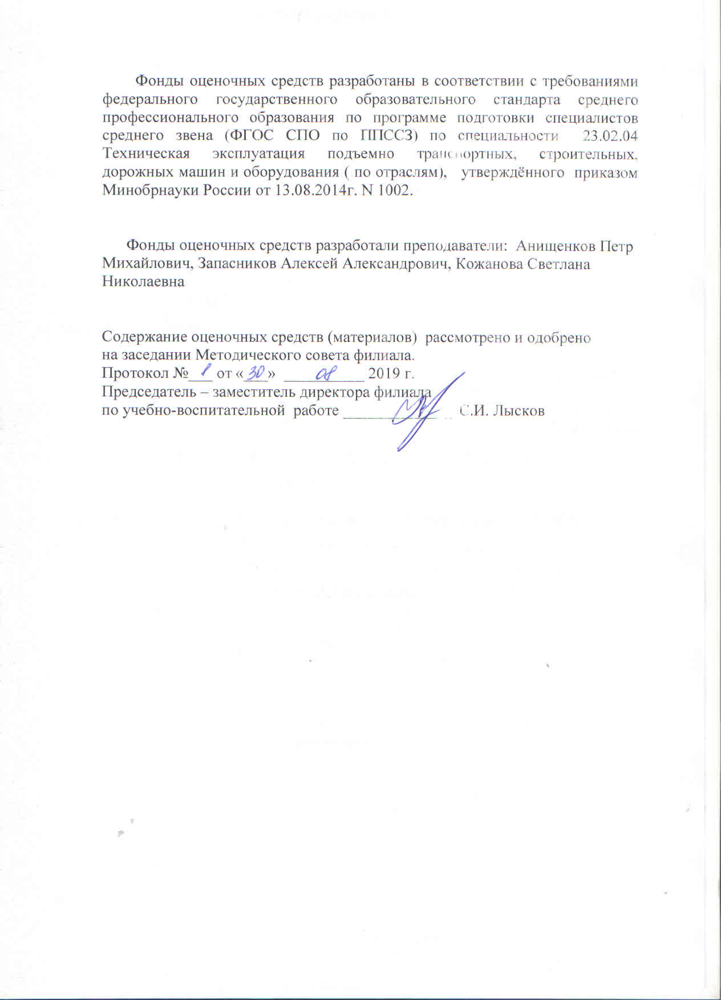 Фонды оценочных средств разработаны в соответствии с требованиями
федерального государственного образовательного стандарта среднего
профессионального образования по программе подготовки специалистов
среднего звена (ФГОС СПО по ППССЗ) по специальности 23.02.04
Техническая эксплуатация подъемно транспортных, строительных,
дорожных машин и оборудования ( по отраслям), утверждённого приказом
Минобрнауки России от 13.08.2014г. N 1002.
Фонды оценочных средств разработали преподаватели: Анищенков Петр
Михайлович, Запасников Алексей Александрович, Кожанова Светлана
Николаевна
Содержание оценочных средств (материалов) рассмотрено и одобрено
на заседании Методического совета филиала.
Протокол № 1 от « 30 » 08 2019 г.
Председатель – заместитель директора филиала
по учебно-воспитательной работе ____________ С.И. Лысков